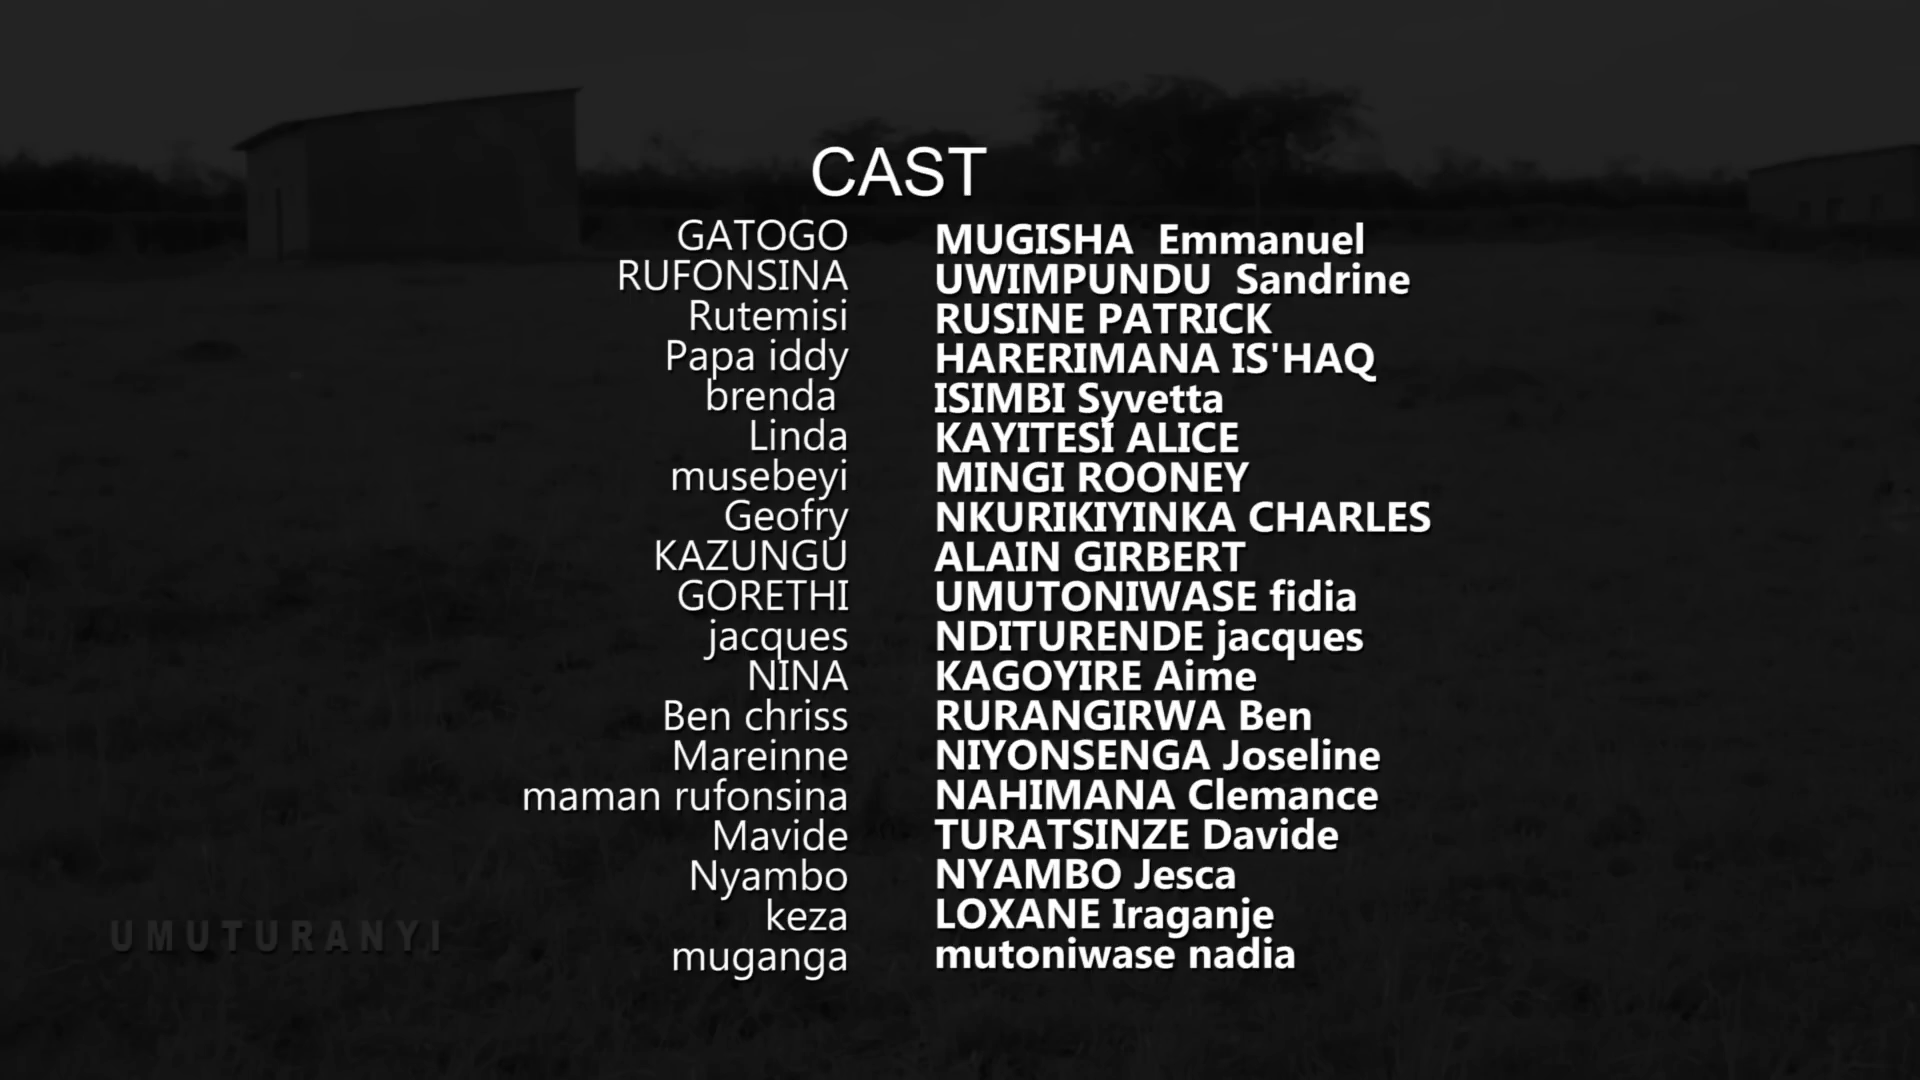 CAST
GATOGO MUGISHA Emmanuel
RUFONSINA UWIMPUNDU Sandrine
Rutemisi RUSINE PATRICK
Papa iddy HARERIMANA IS'HAQ
brenda ISIMBI Syvetta
Linda KAYITESI ALICE
musebeyi MINGI ROONEY
Geofry NKURIKIYINKA CHARLES
KAZUNGU ALAIN GIRBERT
GORETHI UMUTONIWASE fidia
jacques NDITURENDE jacques
NINA KAGOYIRE Aime
Ben chriss RURANGIRWA Ben
Mareinne NIYONSENGA Joseline
maman rufonsina NAHIMANA Clemance
Mavide TURATSINZE Davide
Nyambo NYAMBO Jesca
keza LOXANE Iraganje
muganga mutoniwase nadia
UMUTURANYI